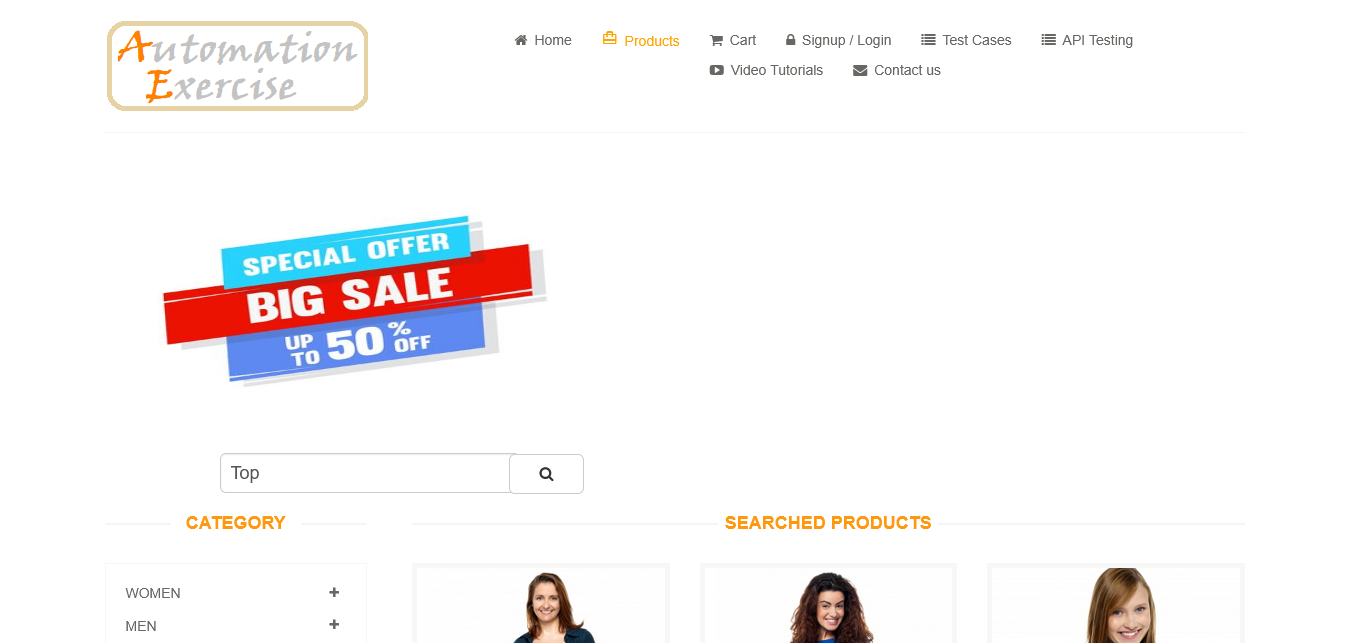 Automation
Exercise
Home
Products
Cart
Signup / Login
Test Cases
API Testing
Video Tutorials
Contact us
SPECIAL OFFER
BIG SALE
UP TO 50% OFF
Top
CATEGORY
SEARCHED PRODUCTS
WOMEN
MEN